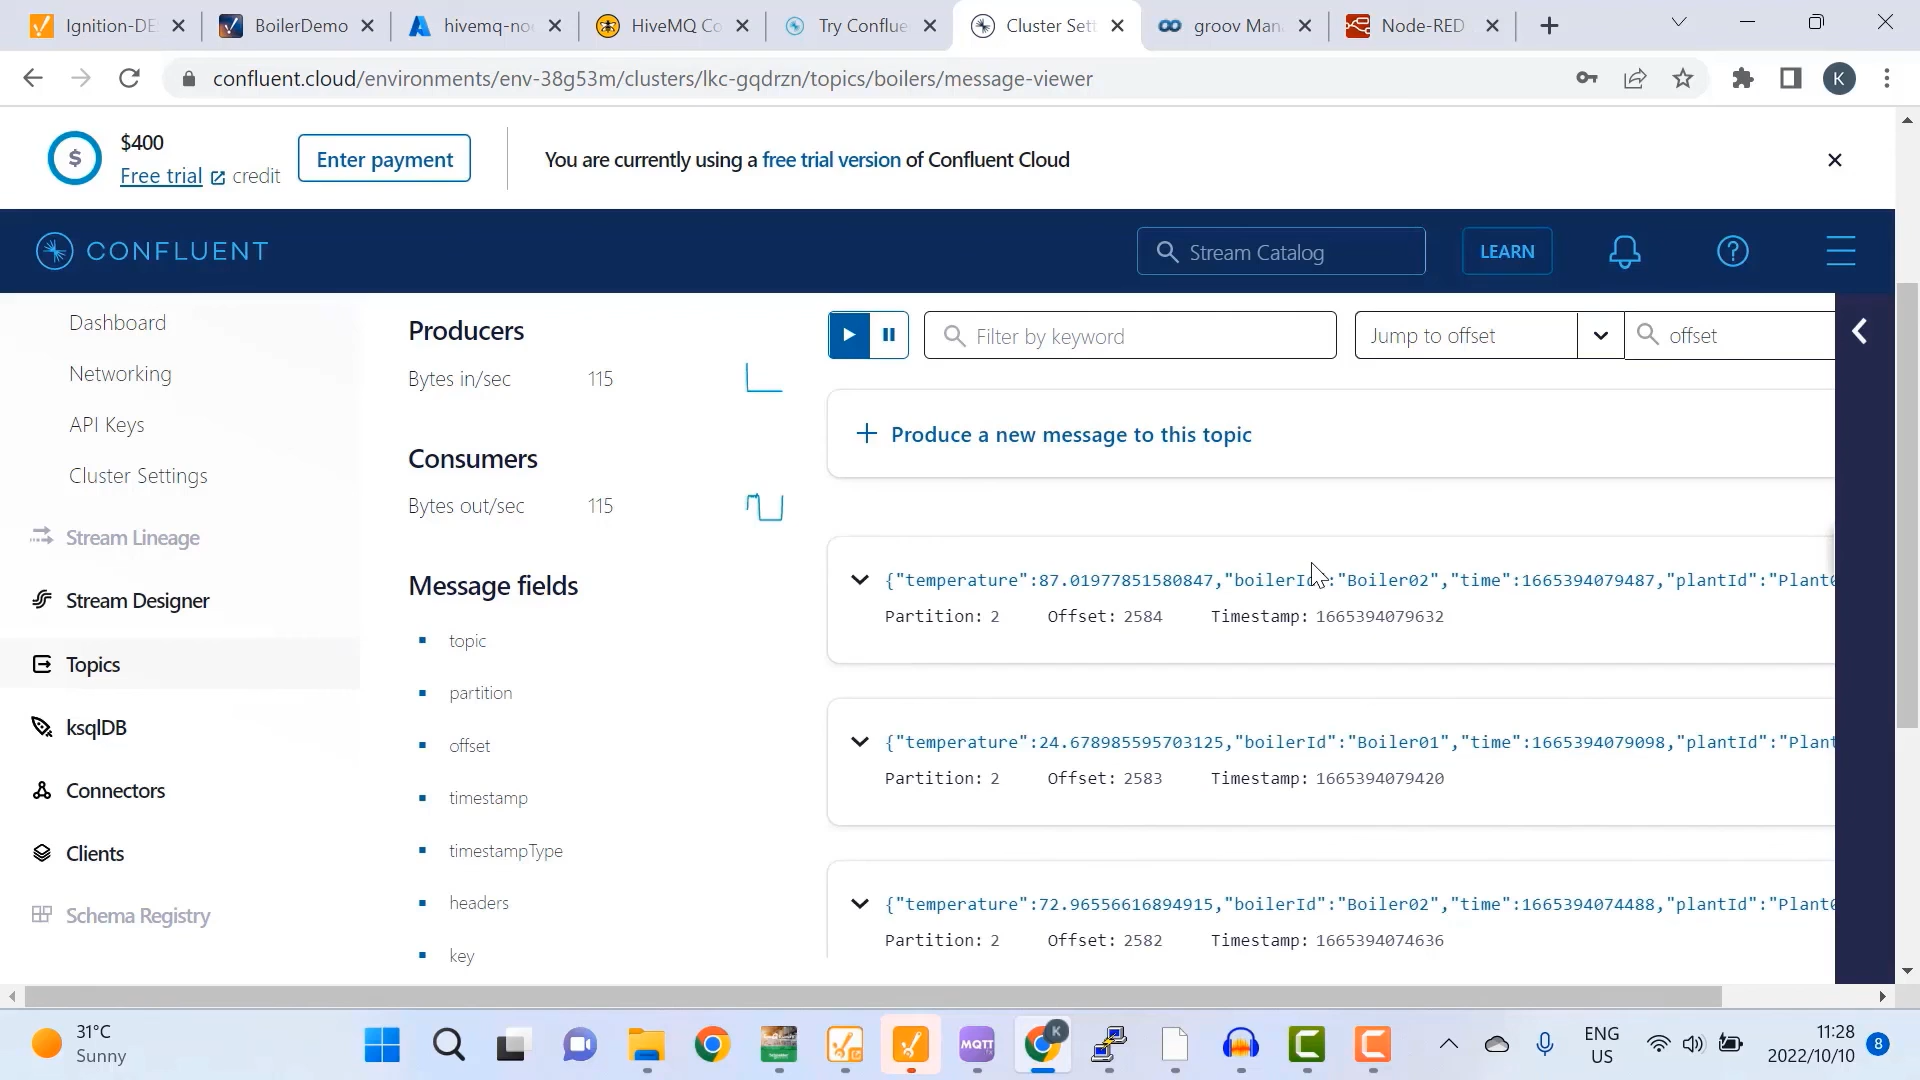 Ignition-DE
BoilerDemo
hivemq-no
HiveMQ Co
Try Conflue
Cluster Sett
groov Man
Node-RED
confluent.cloud/environments/env-38g53m/clusters/lkc-gqdrzn/topics/boilers/message-viewer
K
$
$400
Free trial credit
Enter payment
You are currently using a free trial version of Confluent Cloud
CONFLUENT
Stream Catalog
LEARN
?
Dashboard
Networking
API Keys
Cluster Settings
Stream Lineage
Stream Designer
Topics
ksqlDB
Connectors
Clients
Schema Registry
Producers
Bytes in/sec 115
Consumers
Bytes out/sec 115
Message fields
topic
partition
offset
timestamp
timestampType
headers
key
Filter by keyword
Jump to offset
offset
Produce a new message to this topic
{"temperature":87.01977851580847,"boilerId":"Boiler02","time":1665394079487,"plantId":"Plant0
Partition: 2 Offset: 2584 Timestamp: 1665394079632
{"temperature":24.678985595703125,"boilerId":"Boiler01","time":1665394079098,"plantId":"Plant
Partition: 2 Offset: 2583 Timestamp: 1665394079420
{"temperature":72.96556616894915,"boilerId":"Boiler02","time":1665394074488,"plantId":"Plant0
Partition: 2 Offset: 2582 Timestamp: 1665394074636
31°C
Sunny
MQTT
K
ENG
US
11:28
2022/10/10
8